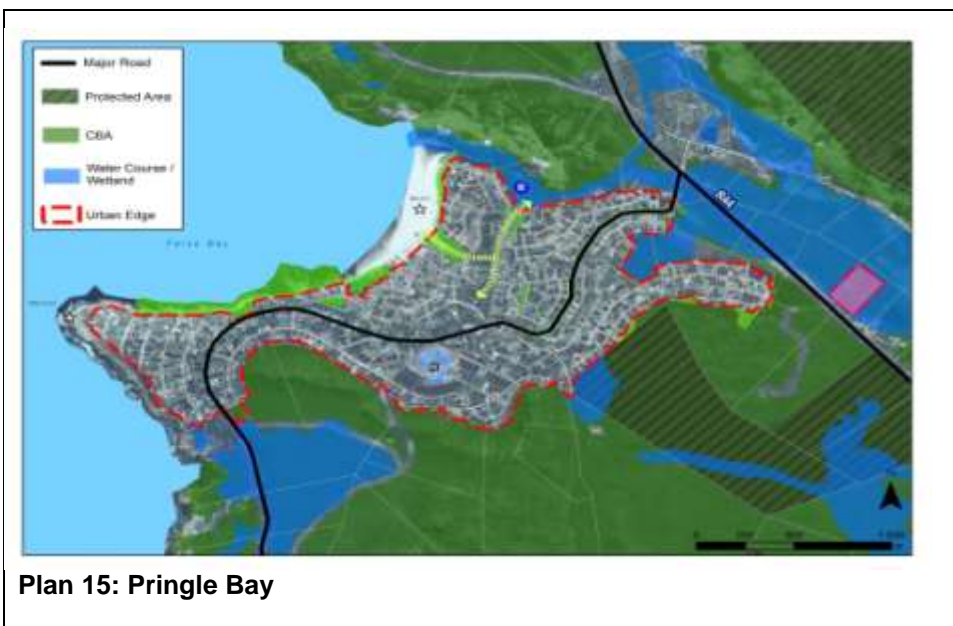 Major Road
Protected Area
CBA
Water Course /
Wetland
Urban Edge
R44
False Bay
Plan 15: Pringle Bay